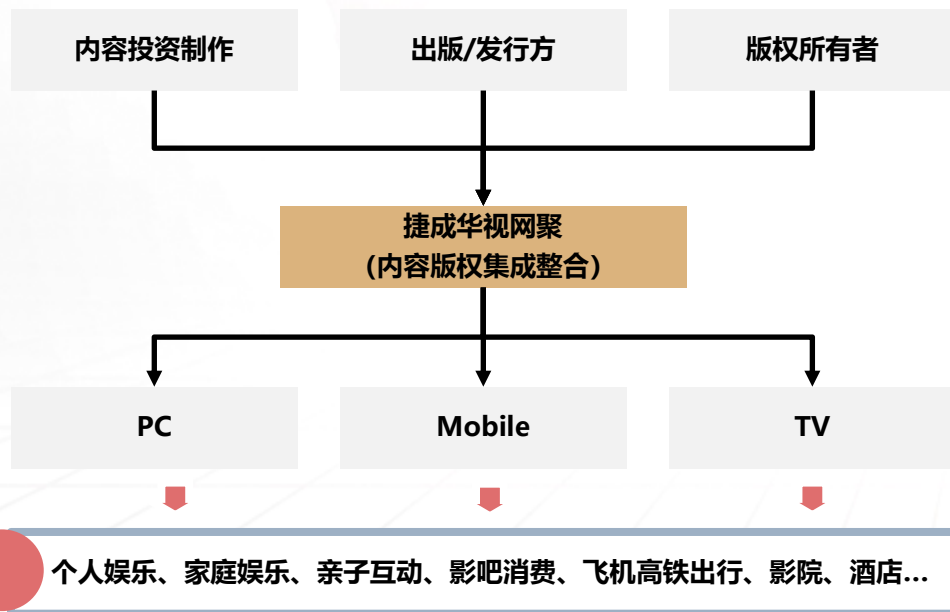 内容投资制作
出版/发行方
版权所有者
捷成华视网聚
(内容版权集成整合)
PC
Mobile
TV
个人娱乐、家庭娱乐、亲子互动、影吧消费、飞机高铁出行、影院、酒店...